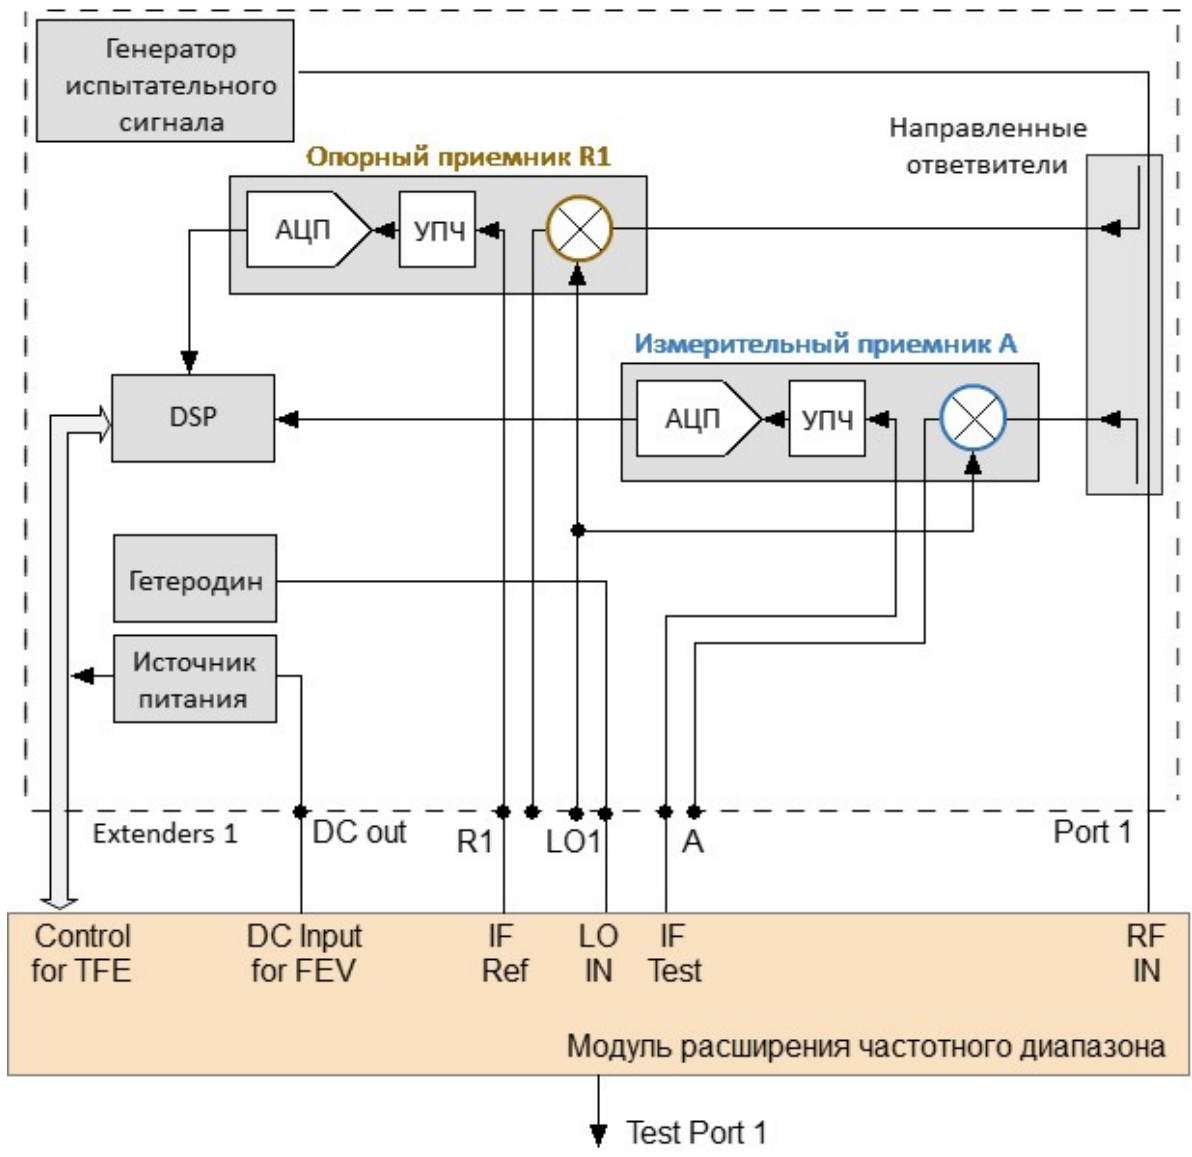 Генератор
испытательного
сигнала
Направленные
ответвители
Опорный приемник R1
АЦП
УПЧ
Измерительный приемник A
АЦП
УПЧ
DSP
Гетеродин
Источник
питания
Extenders 1
DC out
R1
LO1
A
Port 1
Control
for TFE
DC Input
for FEV
IF
Ref
LO
IN
IF
Test
RF
IN
Модуль расширения частотного диапазона
Test Port 1